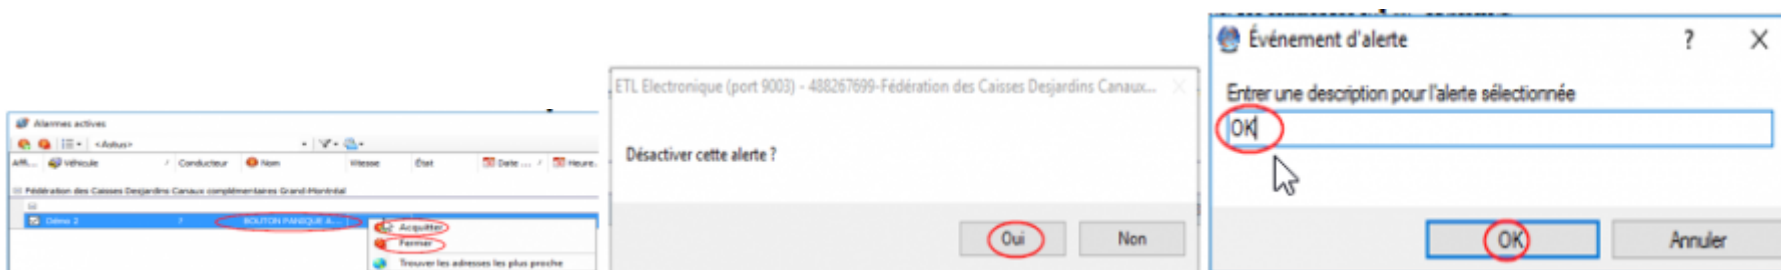 Alarmes actives
<Astus>
Affi... Véhicule / Conducteur Nom Vitesse État Date ... / Heure...
Fédération des Caisses Desjardins Canaux complémentaires Grand-Montréal
Démo 2 ? BOUTON PANIQUE A...
Acquitter
Fermer
Trouver les adresses les plus proche
ETL Electronique (port 9003) - 488267699-Fédération des Caisses Desjardins Canaux...
Désactiver cette alerte ?
Oui Non
Événement d'alerte ? X
Entrer une description pour l'alerte sélectionnée
OK
OK Annuler